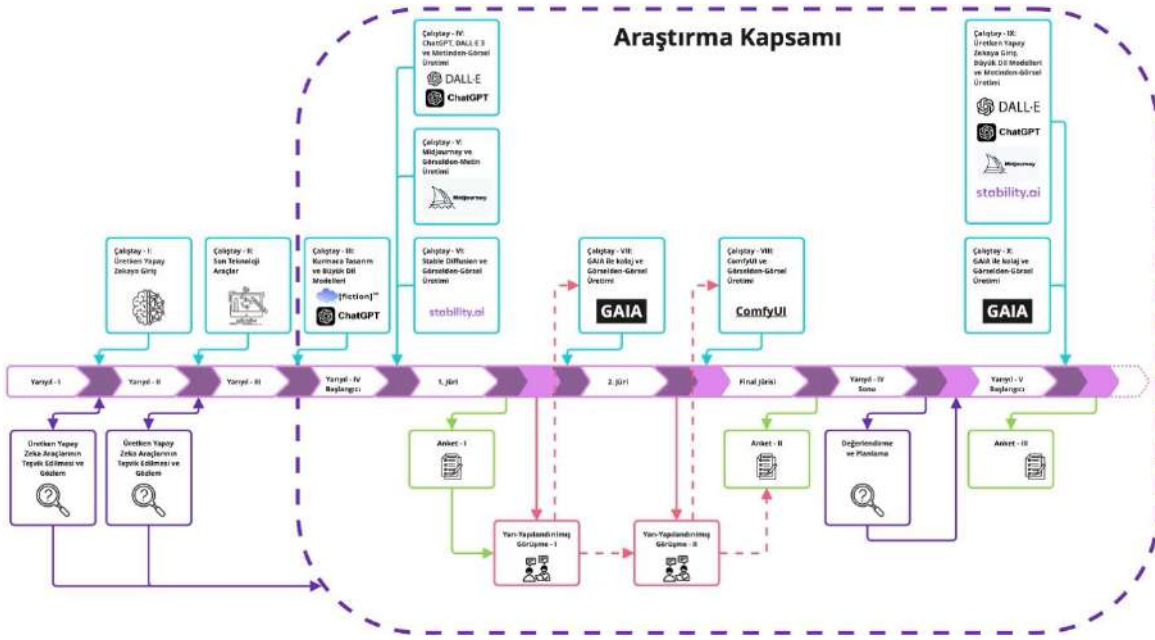 Araştırma Kapsamı
Çalıştay - IV:
ChatGPT, DALL-E 3
ve Metinden-Görsel
Üretimi
DALL·E
ChatGPT
Çalıştay - V:
Midjourney ve
Görselden-Metin
Üretimi
Midjourney
Çalıştay - IX:
Üretken Yapay
Zekaya Giriş,
Büyük Dil Modelleri
ve Metinden-Görsel
Üretimi
DALL·E
ChatGPT
Midjourney
stability.ai
Çalıştay - I:
Üretken Yapay
Zekaya Giriş
Çalıştay - II:
Son Teknoloji
Araçlar
Çalıştay - III:
Kurmaca Tasarım
ve Büyük Dil
Modelleri
[fiction]
ChatGPT
Çalıştay - VI:
Stable Diffusion ve
Görselden-Görsel
Üretimi
stability.ai
Çalıştay - VII:
GAIA ile kolaj ve
Görselden-Görsel
Üretimi
GAIA
Çalıştay - VIII:
ComfyUI ve
Görselden-Görsel
Üretimi
ComfyUI
Çalıştay - X:
GAIA ile kolaj ve
Görselden-Görsel
Üretimi
GAIA
Yarıyıl - I
Yarıyıl - II
Yarıyıl - III
Yarıyıl - IV
Başlangıcı
1. Jüri
2. Jüri
Final Jürisi
Yarıyıl - IV
Sonu
Yarıyıl - V
Başlangıcı
Üretken Yapay
Zeka Araçlarının
Teşvik Edilmesi ve
Gözlem
Üretken Yapay
Zeka Araçlarının
Teşvik Edilmesi ve
Gözlem
Anket - I
Anket - II
Değerlendirme
ve Planlama
Anket - III
Yarı-Yapılandırılmış
Görüşme - I
Yarı-Yapılandırılmış
Görüşme - II